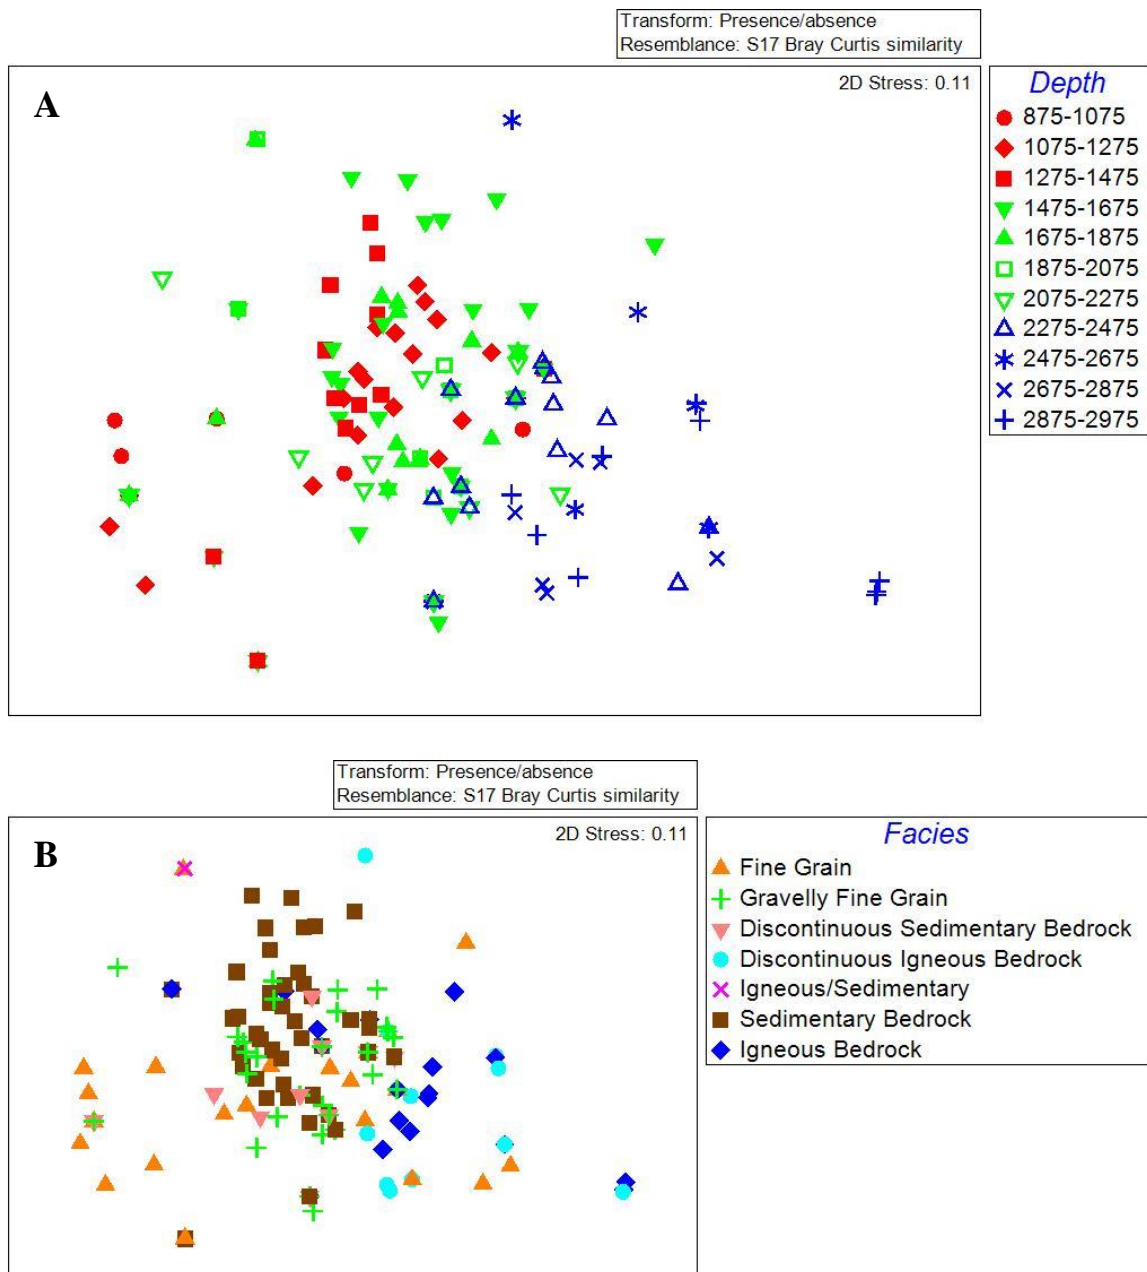 Transform: Presence/absence
Resemblance: S17 Bray Curtis similarity
A
2D Stress: 0.11
Depth
875-1075
1075-1275
1275-1475
1475-1675
1675-1875
1875-2075
2075-2275
2275-2475
2475-2675
2675-2875
2875-2975
Transform: Presence/absence
Resemblance: S17 Bray Curtis similarity
B
2D Stress: 0.11
Facies
Fine Grain
Gravelly Fine Grain
Discontinuous Sedimentary Bedrock
Discontinuous Igneous Bedrock
Igneous/Sedimentary
Sedimentary Bedrock
Igneous Bedrock